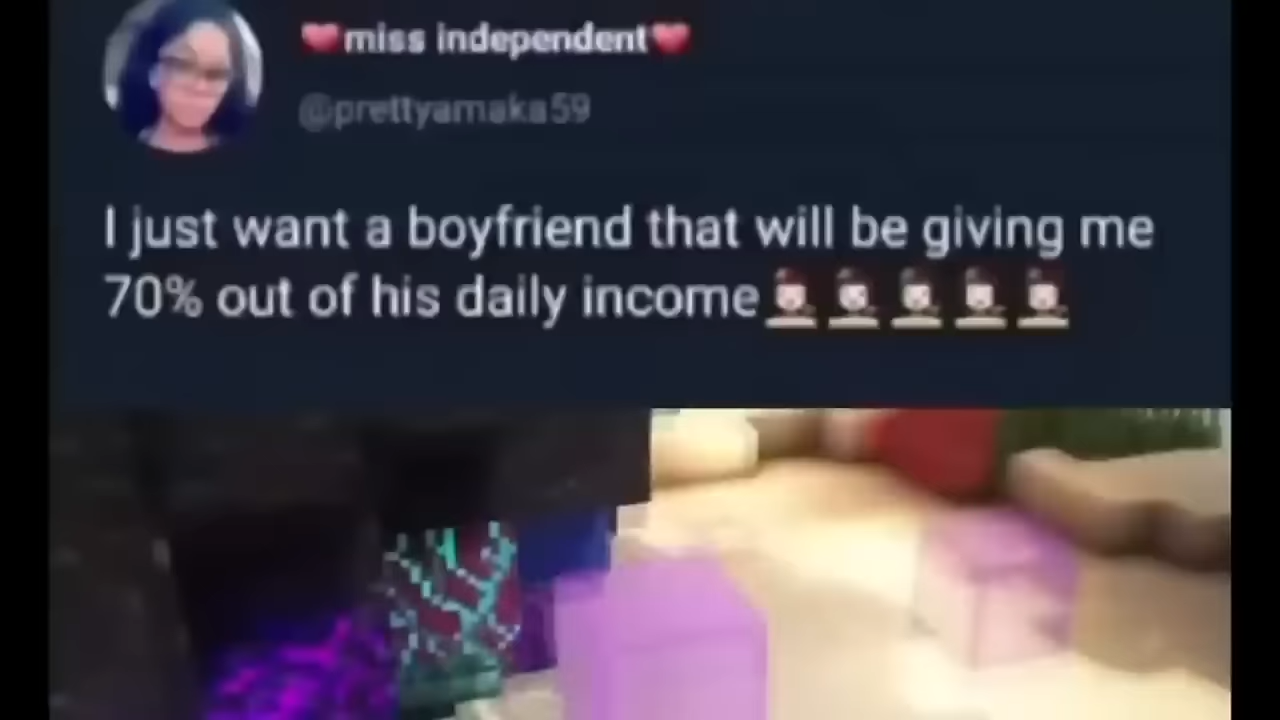 ❤miss independent❤
@prettyamaka59
I just want a boyfriend that will be giving me
70% out of his daily income